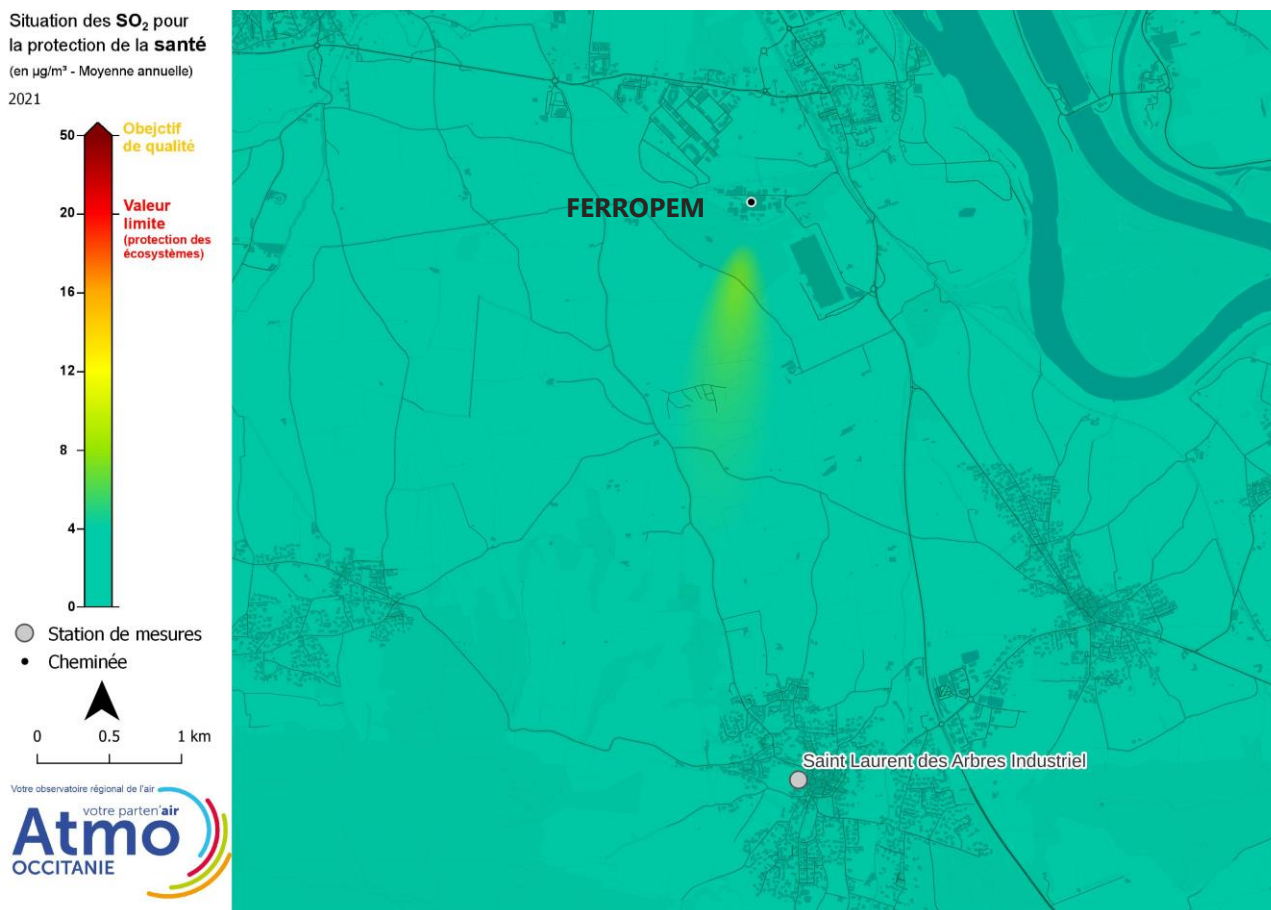 Situation des SO₂ pour
la protection de la santé
(en µg/m³ - Moyenne annuelle)
2021
50
Obejctif
de qualité
20
Valeur
limite
(protection des
écosystèmes)
16
12
8
4
0
Station de mesures
Cheminée
0 0.5 1 km
Votre observatoire régional de l'air
votre parten'air
Atmo
OCCITANIE
FERROPEM
Saint Laurent des Arbres Industriel